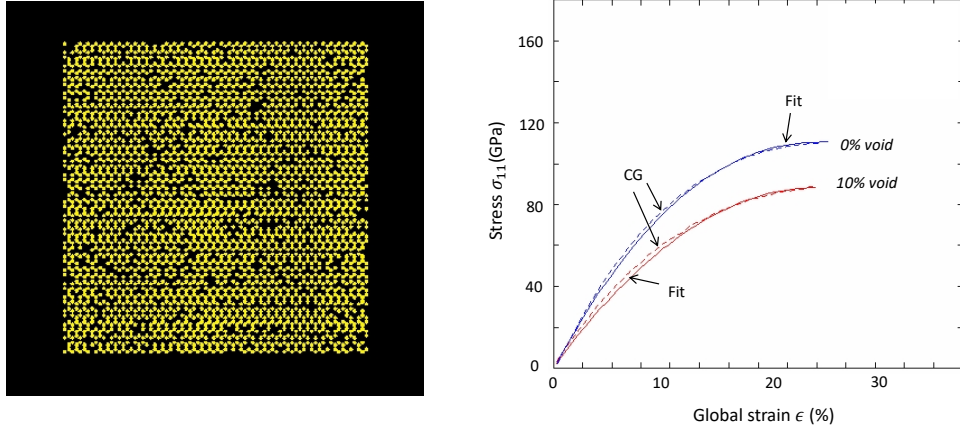 160
120
80
40
0
0
10
20
30
Stress σ₁₁(GPa)
Global strain ϵ (%)
Fit
0% void
CG
10% void
Fit